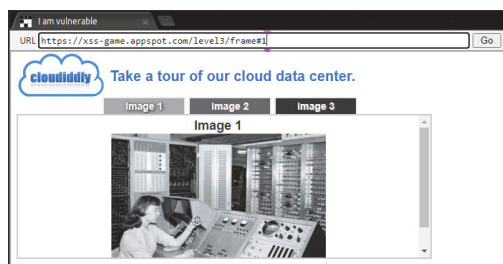 I am vulnerable
URL https://xss-game.appspot.com/level3/frame#1 Go
cloudiddly Take a tour of our cloud data center.
Image 1 Image 2 Image 3
Image 1